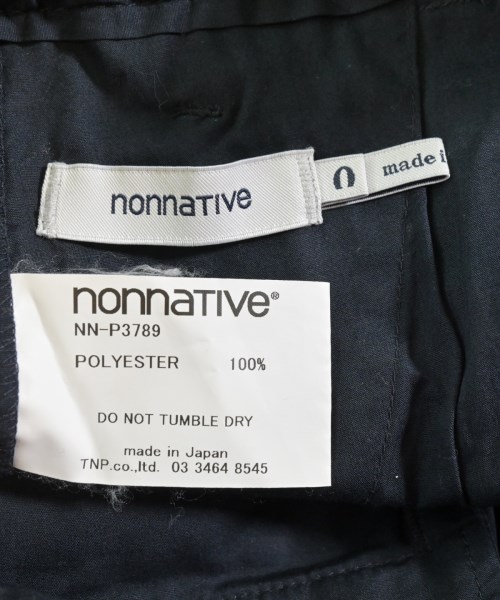 nonnative
0
made i
nonnative®
NN-P3789
POLYESTER 100%
DO NOT TUMBLE DRY
made in Japan
TNP.co.,ltd. 03 3464 8545